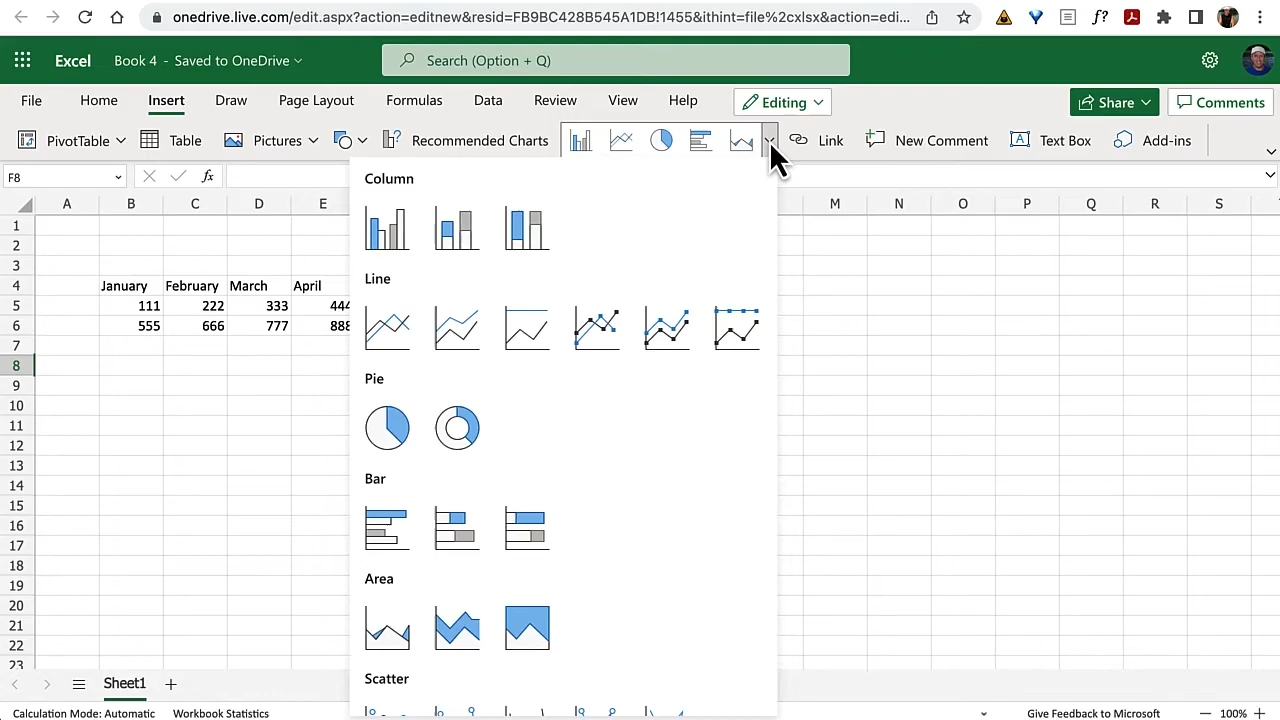 onedrive.live.com/edit.aspx?action=editnew&resid=FB9BC428B545A1DB!1455&ithint=file%2cxlsx&action=edi...
Excel Book 4 - Saved to OneDrive Search (Option + Q)
File Home Insert Draw Page Layout Formulas Data Review View Help Editing Share Comments
PivotTable Table Pictures Recommended Charts Link New Comment Text Box Add-ins
F8 fx
A B C D E M N O P Q R S
Column
1
2
3
Line
4 January February March April
5 111 222 333 444
6 555 666 777 888
7
8
Pie
9
10
11
12
13
Bar
14
15
16
17
18
Area
19
20
21
22
23
Scatter
Sheet1
Calculation Mode: Automatic Workbook Statistics Give Feedback to Microsoft 100%